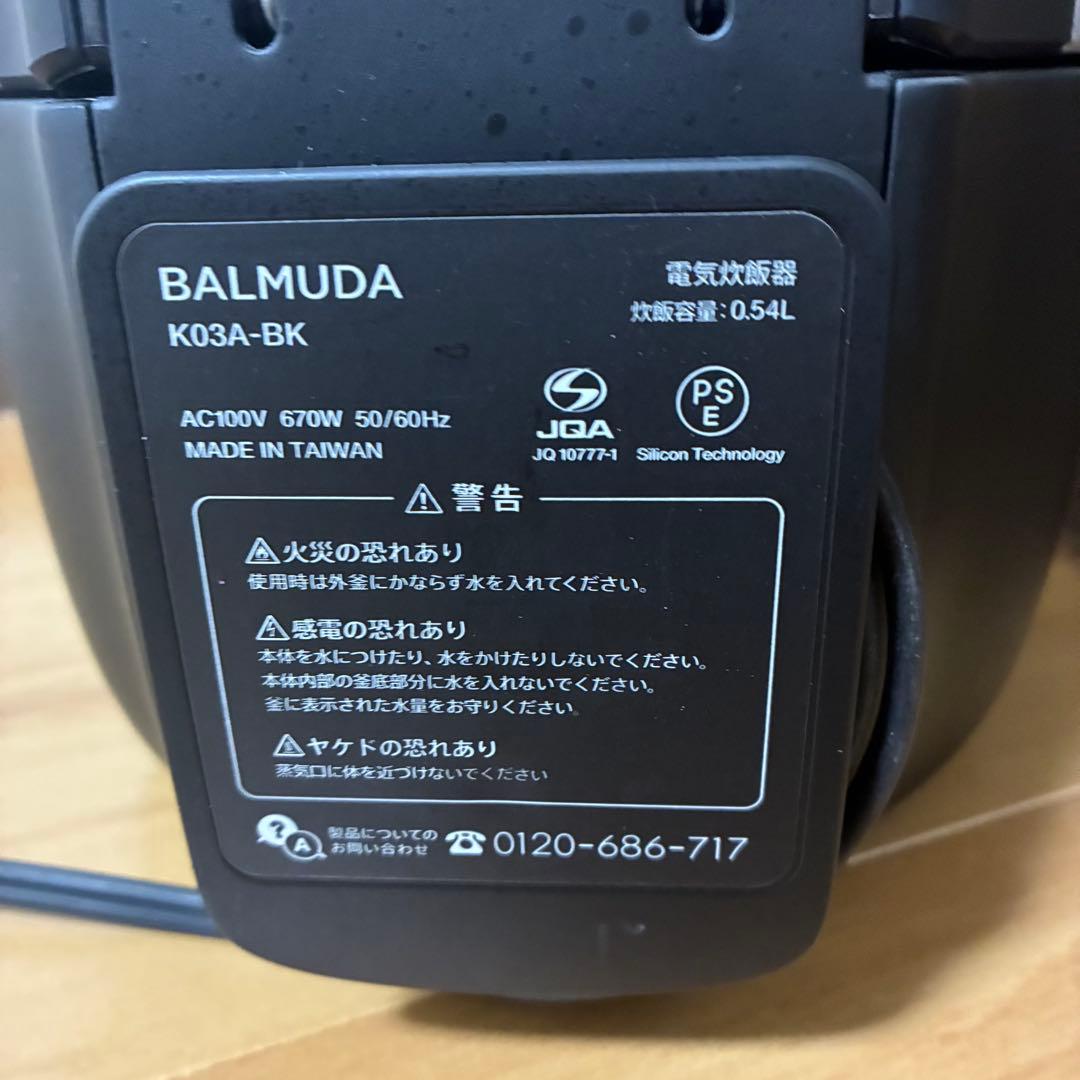 BALMUDA
K03A-BK
電気炊飯器
炊飯容量:0.54L
AC100V 670W 50/60Hz
MADE IN TAIWAN
JQA
JQ 10777-1
PS
E
Silicon Technology
警告
火災の恐れあり
使用時は外釜にかならず水を入れてください。
感電の恐れあり
本体を水につけたり、水をかけたりしないでください。
本体内部の釜底部分に水を入れないでください。
釜に表示された水量をお守りください。
ヤケドの恐れあり
蒸気口に体を近づけないでください
? A
製品についての
お問い合わせ
☎0120-686-717